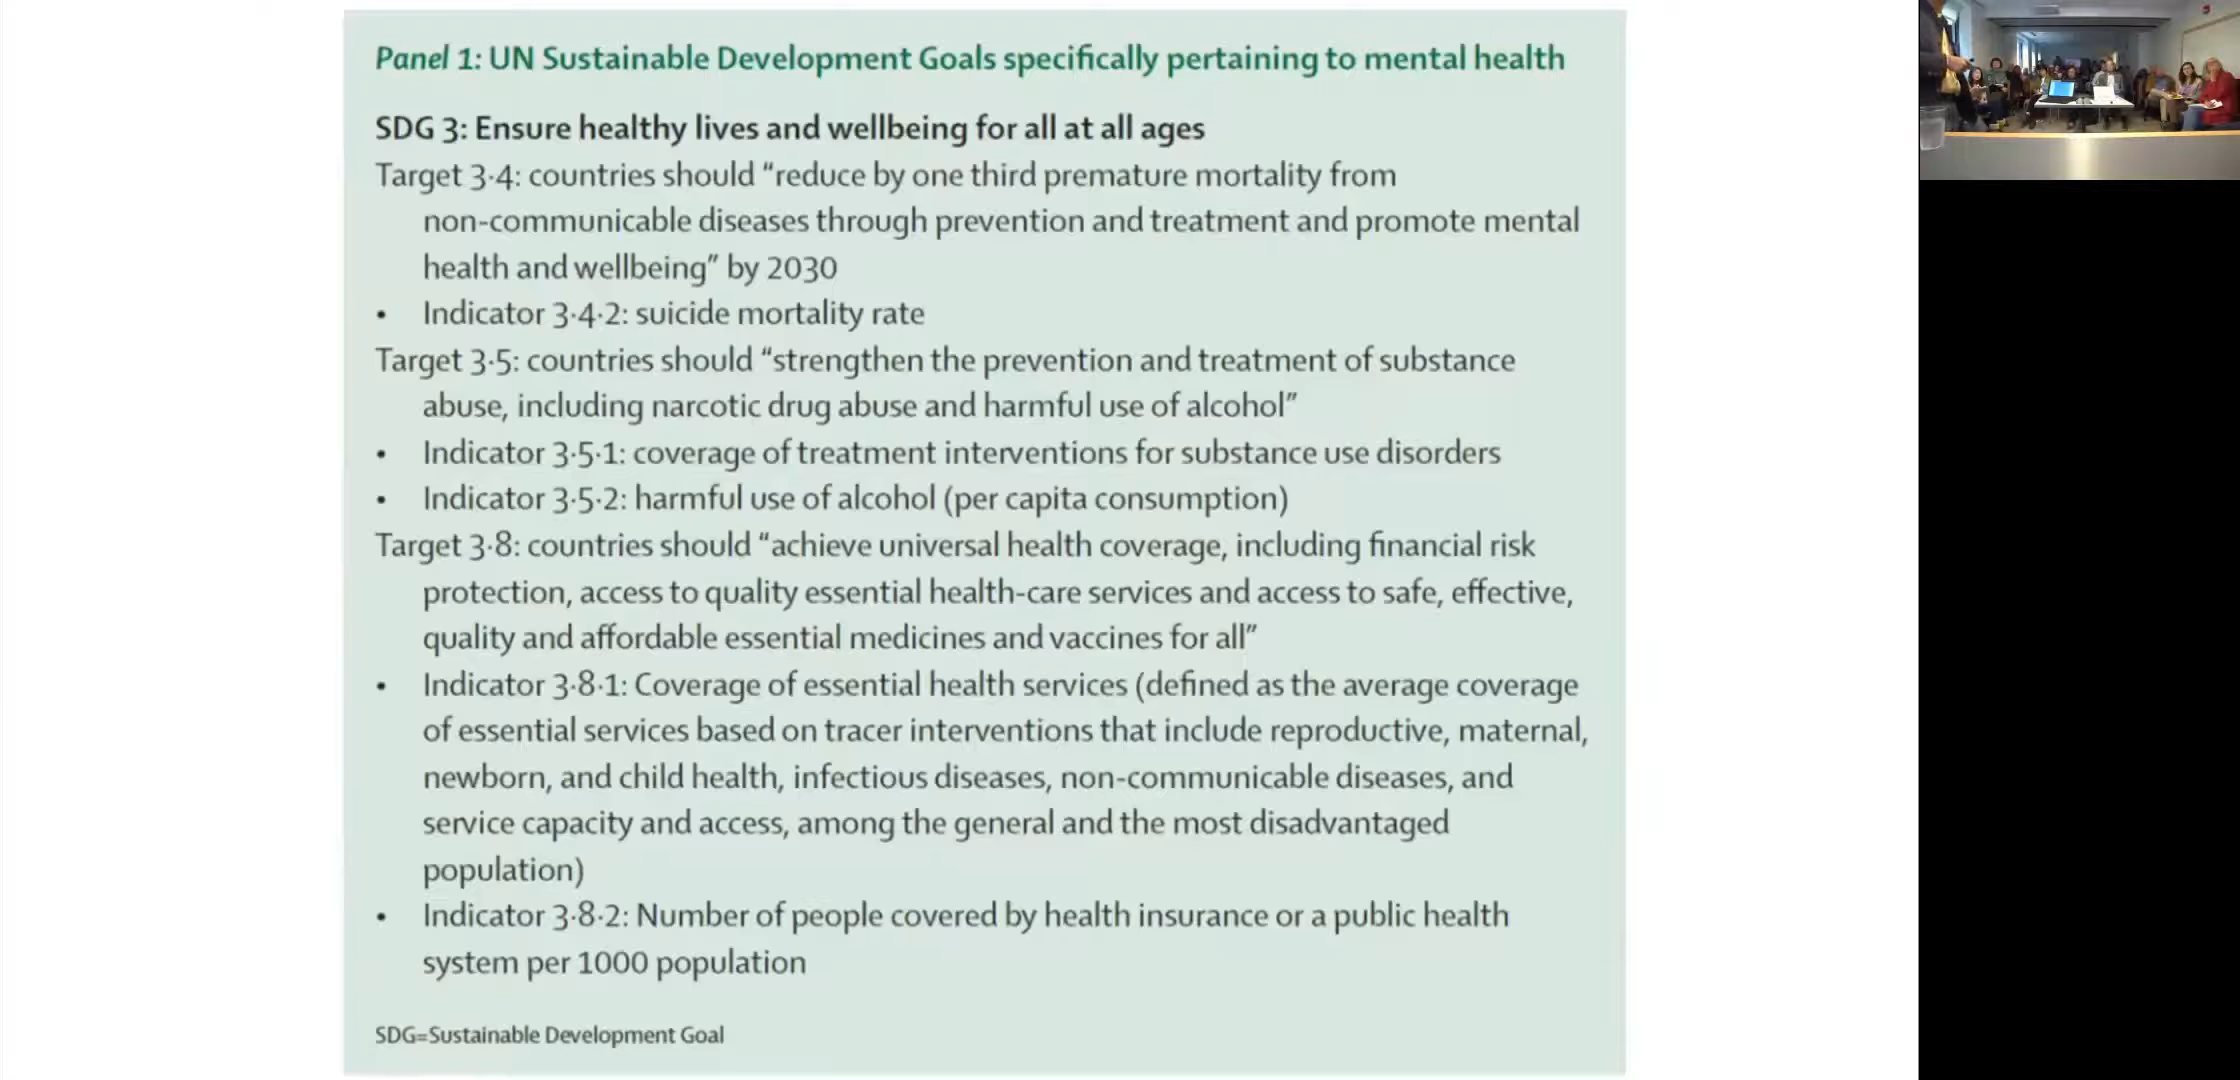 Panel 1: UN Sustainable Development Goals specifically pertaining to mental health
SDG 3: Ensure healthy lives and wellbeing for all at all ages
Target 3·4: countries should “reduce by one third premature mortality from
non-communicable diseases through prevention and treatment and promote mental
health and wellbeing” by 2030
• Indicator 3·4·2: suicide mortality rate
Target 3·5: countries should “strengthen the prevention and treatment of substance
abuse, including narcotic drug abuse and harmful use of alcohol”
• Indicator 3·5·1: coverage of treatment interventions for substance use disorders
• Indicator 3·5·2: harmful use of alcohol (per capita consumption)
Target 3·8: countries should “achieve universal health coverage, including financial risk
protection, access to quality essential health-care services and access to safe, effective,
quality and affordable essential medicines and vaccines for all”
• Indicator 3·8·1: Coverage of essential health services (defined as the average coverage
of essential services based on tracer interventions that include reproductive, maternal,
newborn, and child health, infectious diseases, non-communicable diseases, and
service capacity and access, among the general and the most disadvantaged
population)
• Indicator 3·8·2: Number of people covered by health insurance or a public health
system per 1000 population
SDG=Sustainable Development Goal